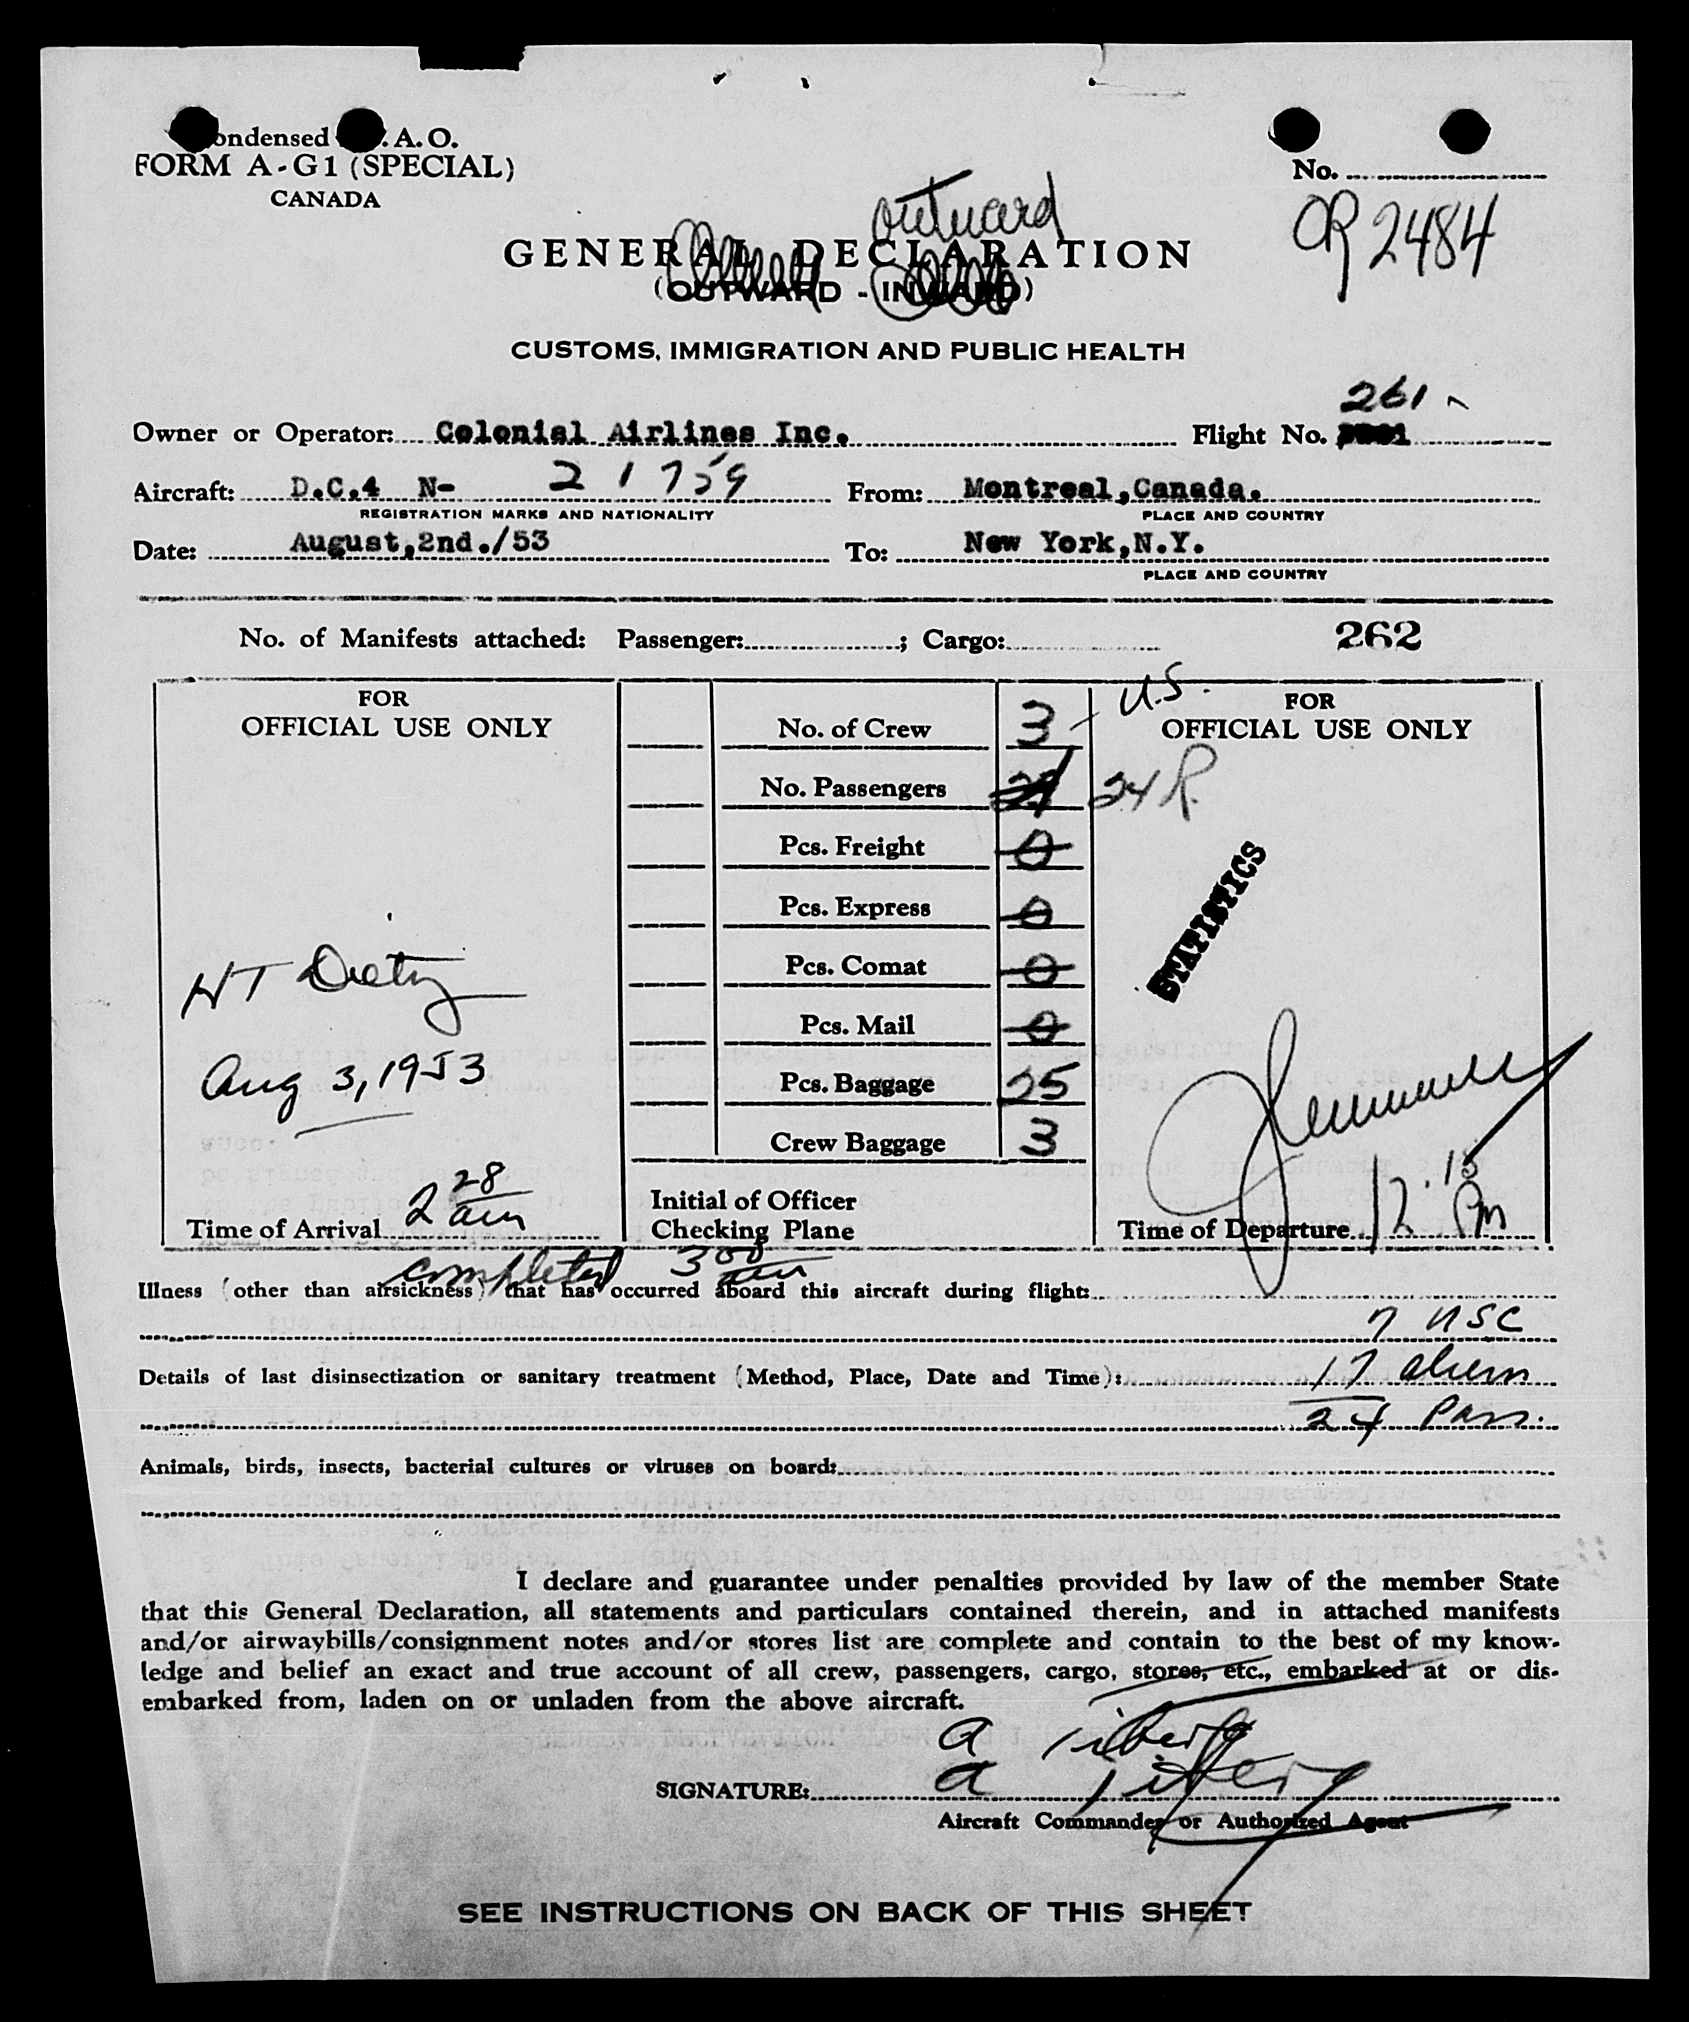 ondensed . A. O.
FORM A-G1 (SPECIAL)
CANADA
No.
OR 2484
outward
GENERAL DECLARATION
(OUTWARD - INWARD)
CUSTOMS, IMMIGRATION AND PUBLIC HEALTH
261
Owner or Operator: Colonial Airlines Inc. Flight No.
Aircraft: D.C.4 N- 21759 From: Montreal, Canada.
REGISTRATION MARKS AND NATIONALITY PLACE AND COUNTRY
Date: August, 2nd./53 To: New York, N.Y.
PLACE AND COUNTRY
No. of Manifests attached: Passenger: ; Cargo: 262
FOR
OFFICIAL USE ONLY
HT Dietz
Aug 3, 1953
Time of Arrival 2 28 am
No. of Crew 3 - U.S.
No. Passengers 24 R.
Pcs. Freight 0
Pcs. Express 0
Pcs. Comat 0
Pcs. Mail 0
Pcs. Baggage 25
Crew Baggage 3
Initial of Officer
Checking Plane
FOR
OFFICIAL USE ONLY
STATISTICS
Time of Departure 12.15 Pm
completed 300 am
Illness (other than airsickness) that has occurred aboard this aircraft during flight:
7 USC
Details of last disinsectization or sanitary treatment (Method, Place, Date and Time): 17 aliens
24 Pass.
Animals, birds, insects, bacterial cultures or viruses on board:
I declare and guarantee under penalties provided by law of the member State
that this General Declaration, all statements and particulars contained therein, and in attached manifests
and/or airwaybills/consignment notes and/or stores list are complete and contain to the best of my know-
ledge and belief an exact and true account of all crew, passengers, cargo, stores, etc., embarked at or dis-
embarked from, laden on or unladen from the above aircraft.
SIGNATURE:
Aircraft Commander or Authorized Agent
SEE INSTRUCTIONS ON BACK OF THIS SHEET